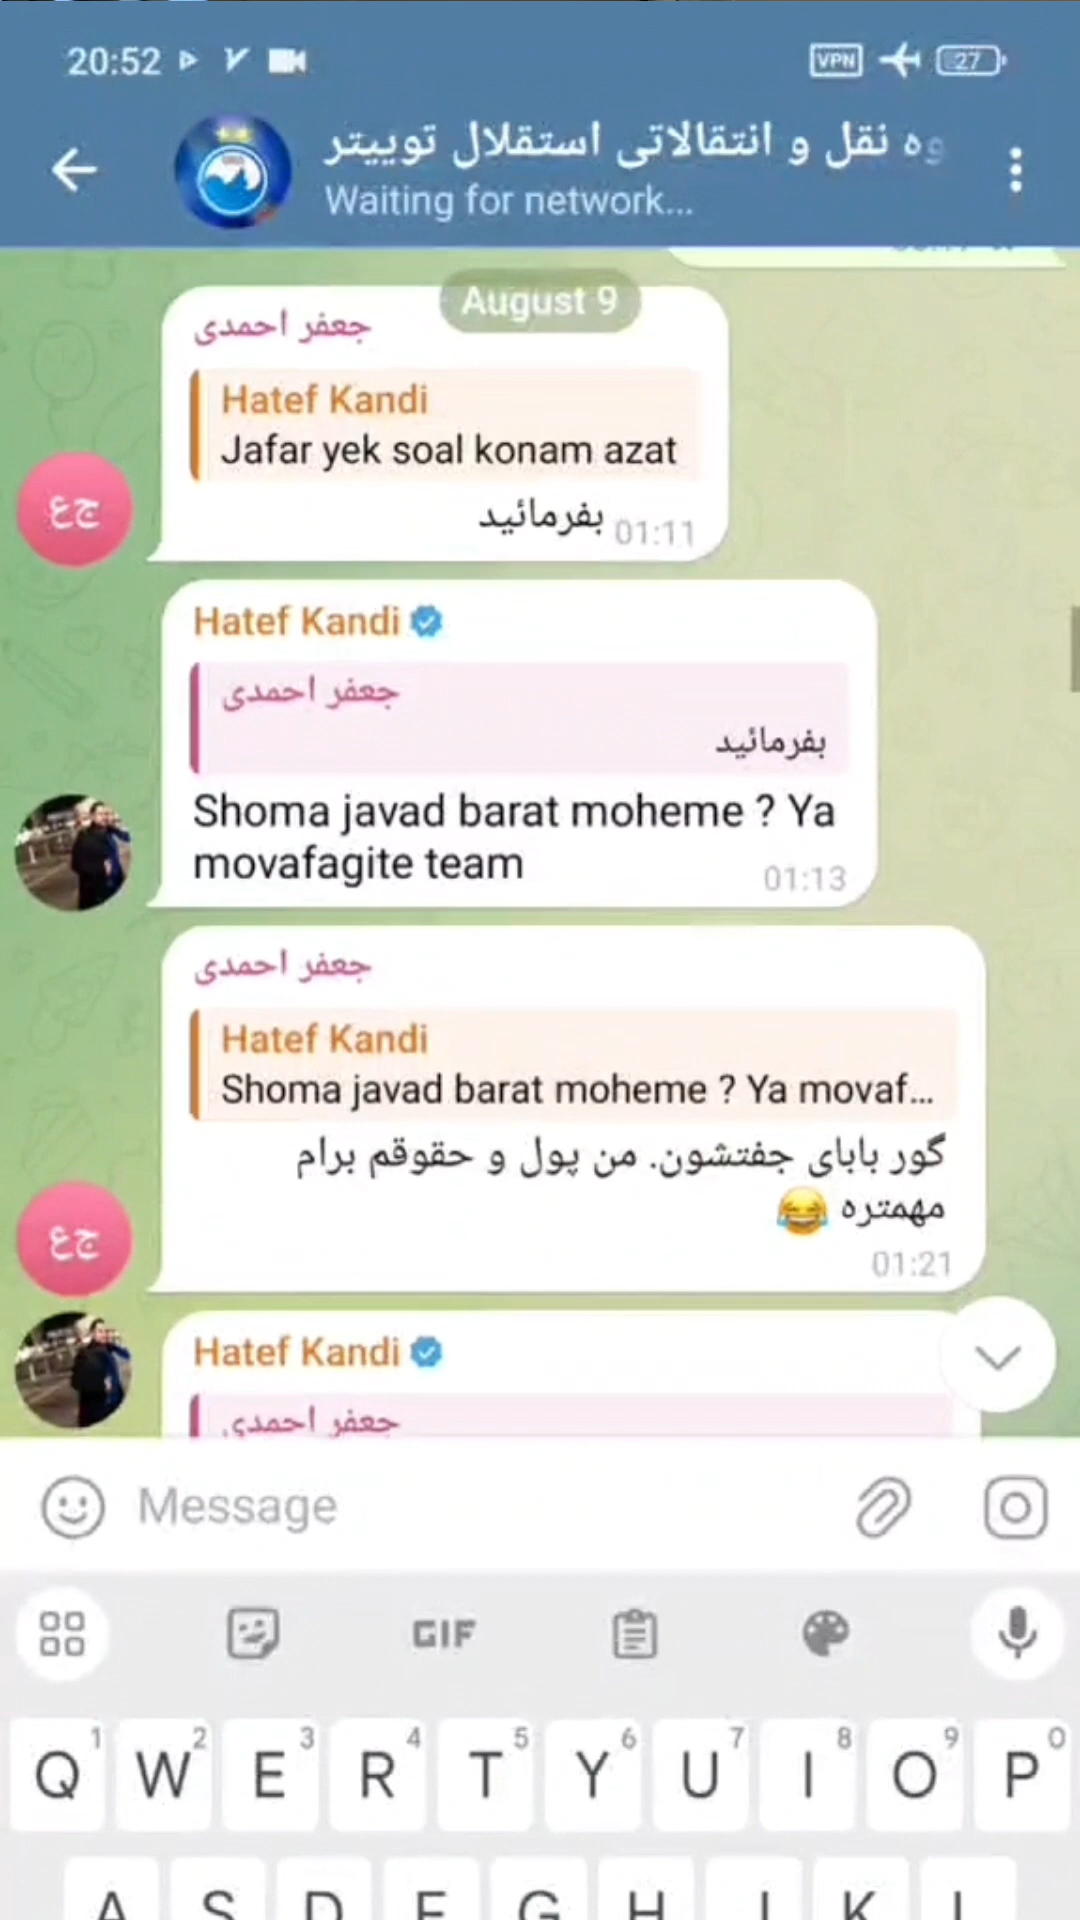 20:52
VPN
27
وه نقل و انتقالاتی استقلال توییتر
Waiting for network...
August 9
جعفر احمدی
Hatef Kandi
Jafar yek soal konam azat
بفرمائید
01:11
جع
Hatef Kandi
جعفر احمدی
بفرمائید
Shoma javad barat moheme ? Ya
movafagite team
01:13
جعفر احمدی
Hatef Kandi
Shoma javad barat moheme ? Ya movaf...
گور بابای جفتشون. من پول و حقوقم برام
مهمتره 😂
01:21
جع
Hatef Kandi
جعفر احمدی
Message
GIF
1 2 3 4 5 6 7 8 9 0
Q W E R T Y U I O P
A S D F G H J K L